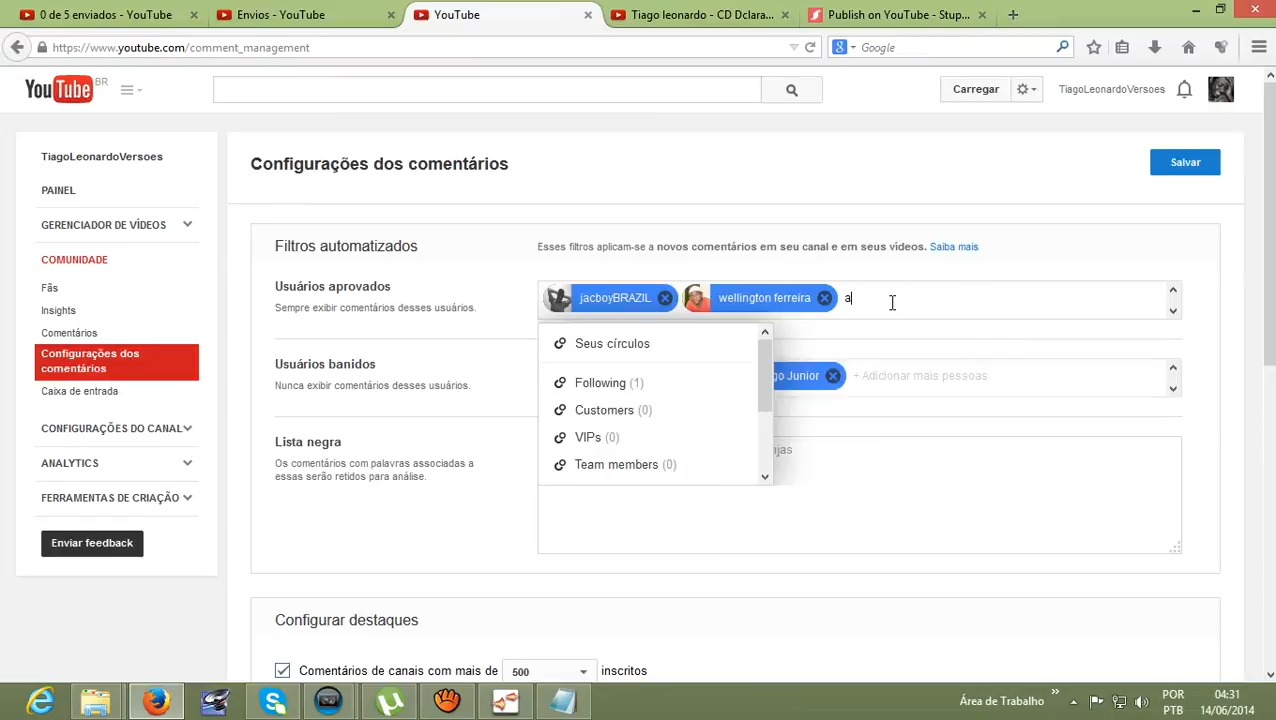 0 de 5 vídeos - YouTube
Envios - YouTube
YouTube
Tiago leonardo - CD Dclara...
Publish on YouTube - Stup...
https://www.youtube.com/comment_management
Google
YouTube BR
Carregar
TiagoLeonardoVersoes
TiagoLeonardoVersoes
PAINEL
GERENCIADOR DE VÍDEOS
COMUNIDADE
Fãs
Insights
Comentários
Configurações dos
comentários
Caixa de entrada
CONFIGURAÇÕES DO CANAL
ANALYTICS
FERRAMENTAS DE CRIAÇÃO
Enviar feedback
Configurações dos comentários
Salvar
Filtros automatizados
Esses filtros aplicam-se a novos comentários em seu canal e em seus vídeos. Saiba mais
Usuários aprovados
Sempre exibir comentários desses usuários.
jacboyBRAZIL
wellington ferreira
a
Seus círculos
Following (1)
Customers (0)
VIPs (0)
Team members (0)
Usuários banidos
Nunca exibir comentários desses usuários.
go Junior
+ Adicionar mais pessoas
Lista negra
Os comentários com palavras associadas a
essas serão retidos para análise.
jas
Configurar destaques
Comentários de canais com mais de 500 inscritos
Área de Trabalho
POR
PTB
04:31
14/06/2014